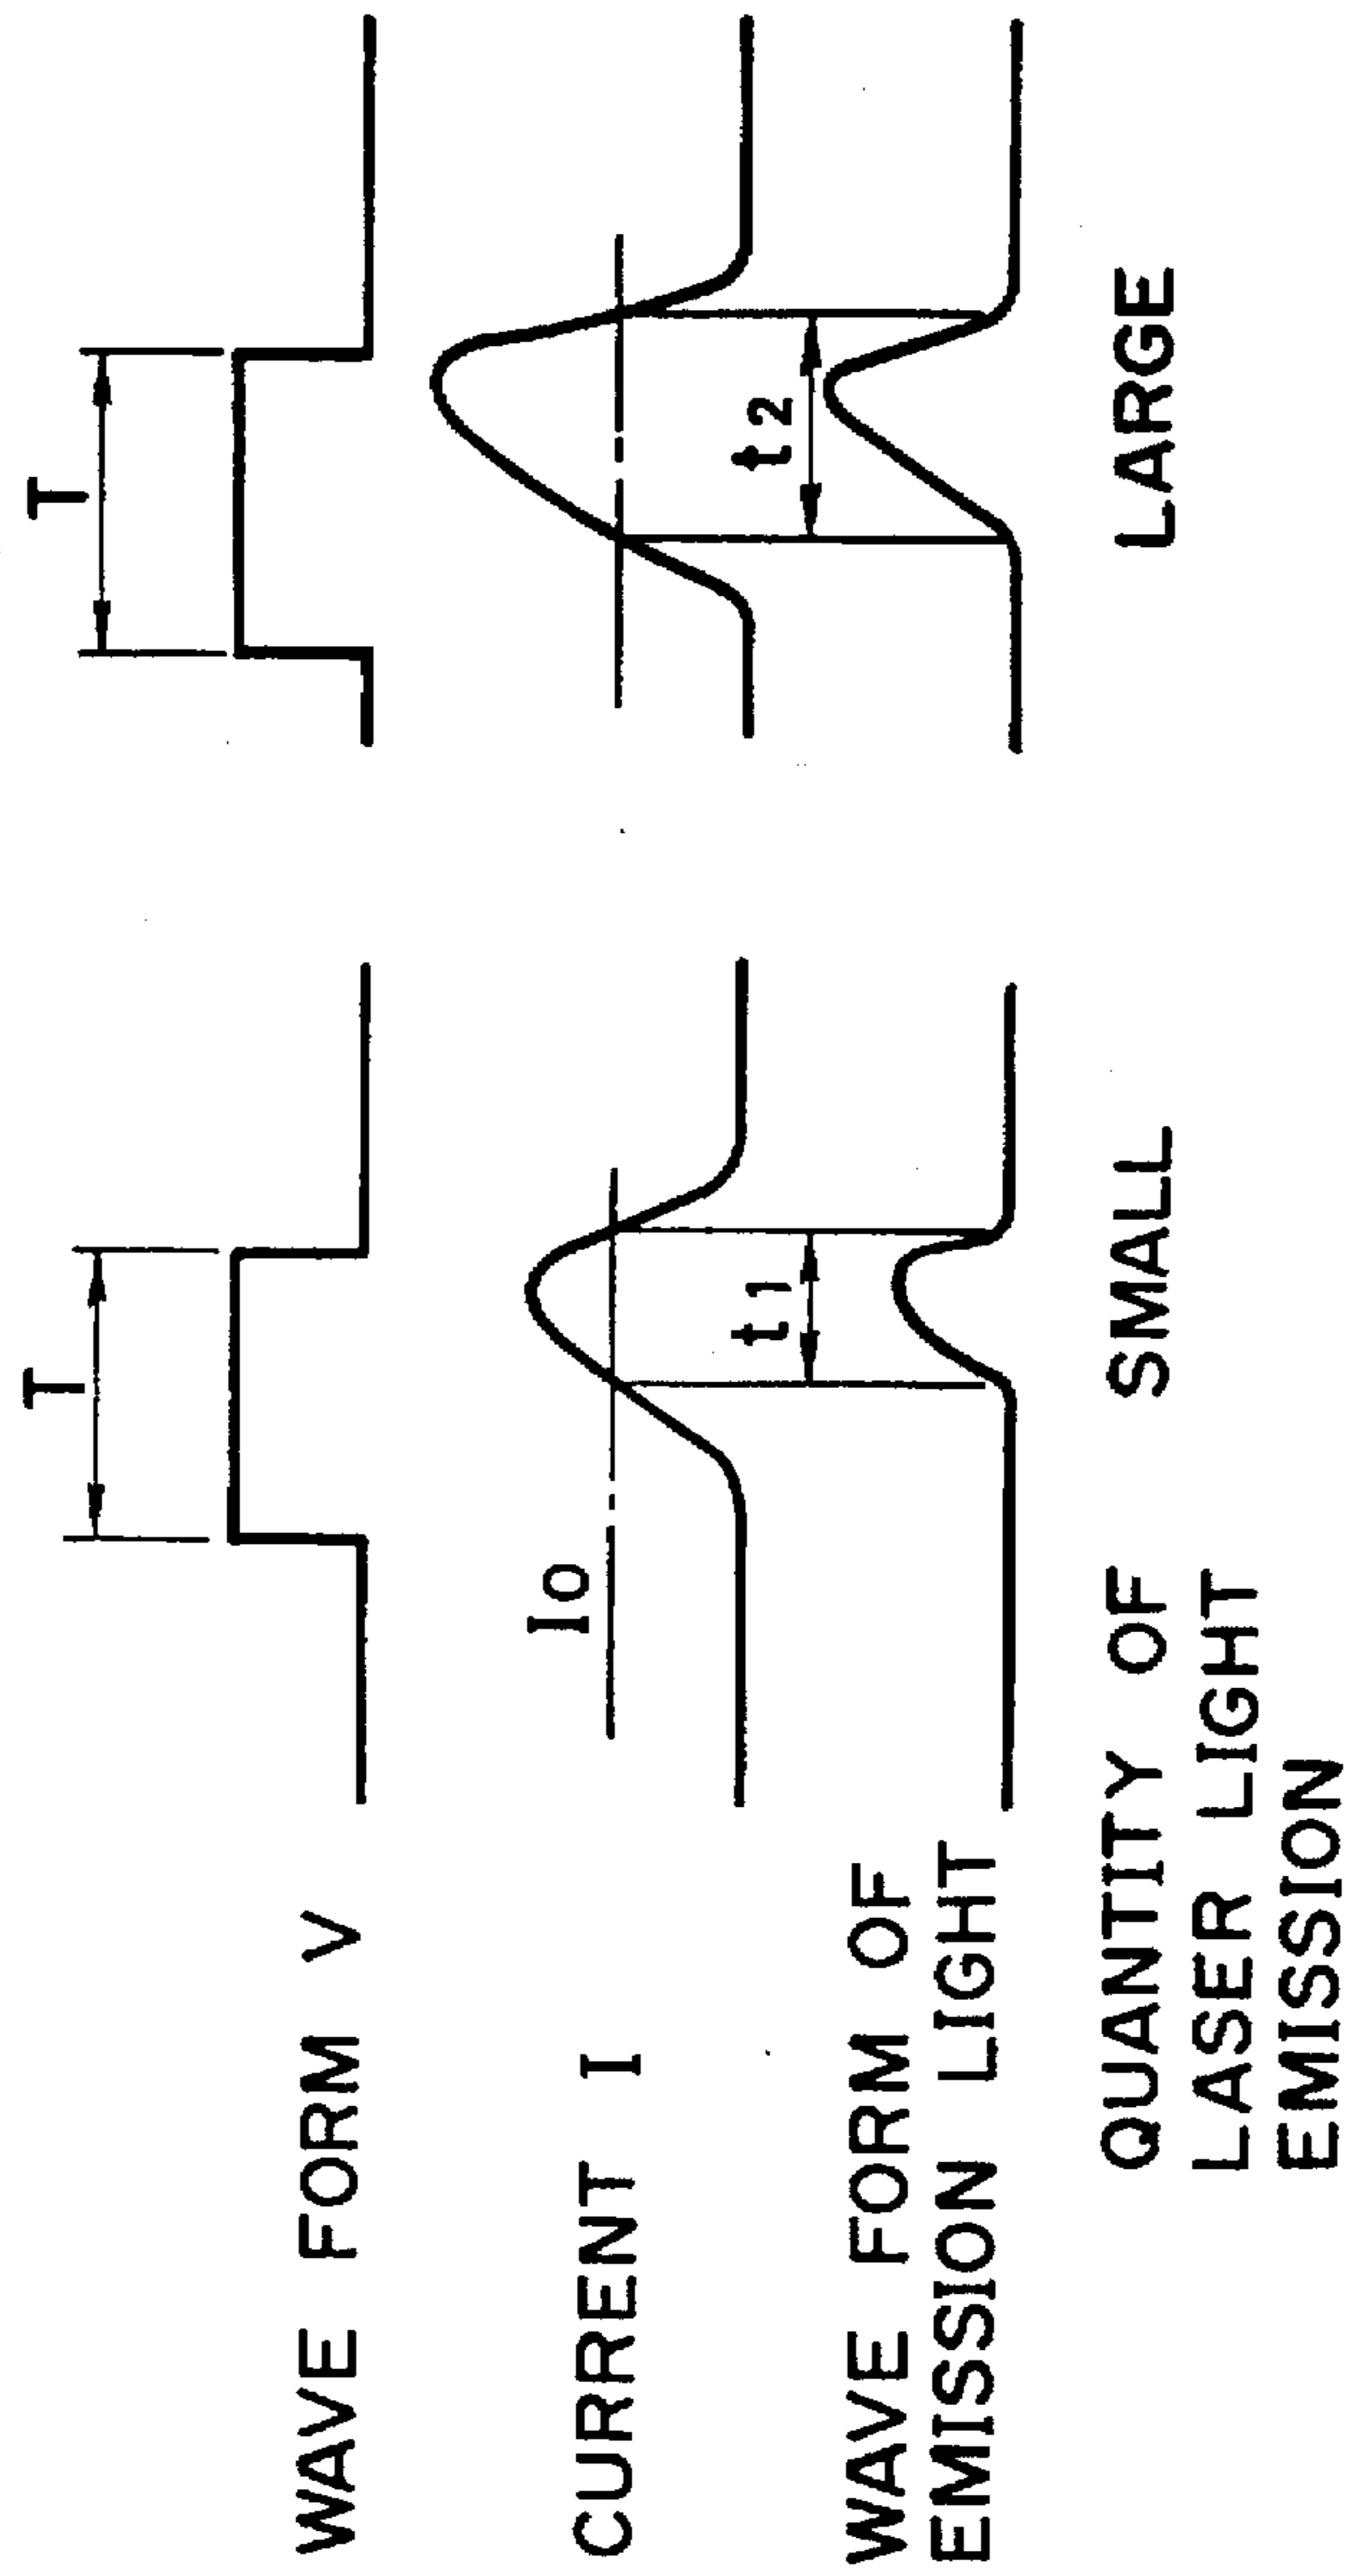 T T
WAVE FORM V
IO
CURRENT I
t1 t2
WAVE FORM OF
EMISSION LIGHT
QUANTITY OF SMALL LARGE
LASER LIGHT
EMISSION